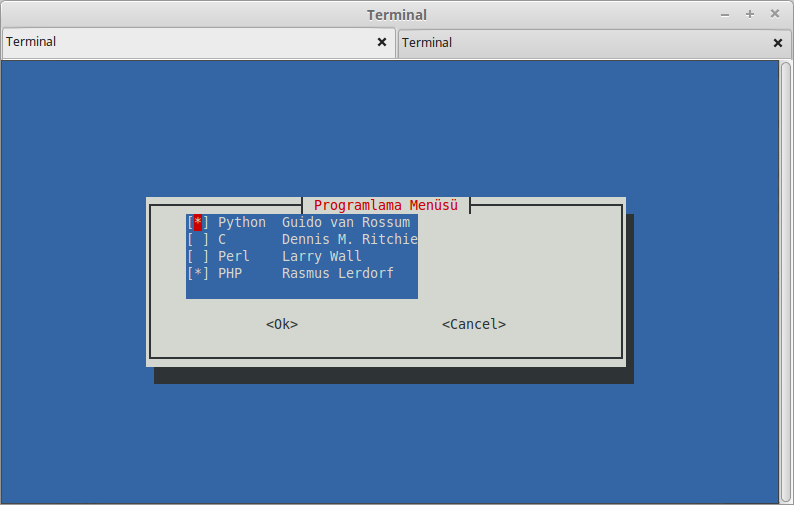 Terminal
Terminal
Terminal
Programlama Menüsü
[*] Python Guido van Rossum
[ ] C Dennis M. Ritchie
[ ] Perl Larry Wall
[*] PHP Rasmus Lerdorf
<Ok> <Cancel>